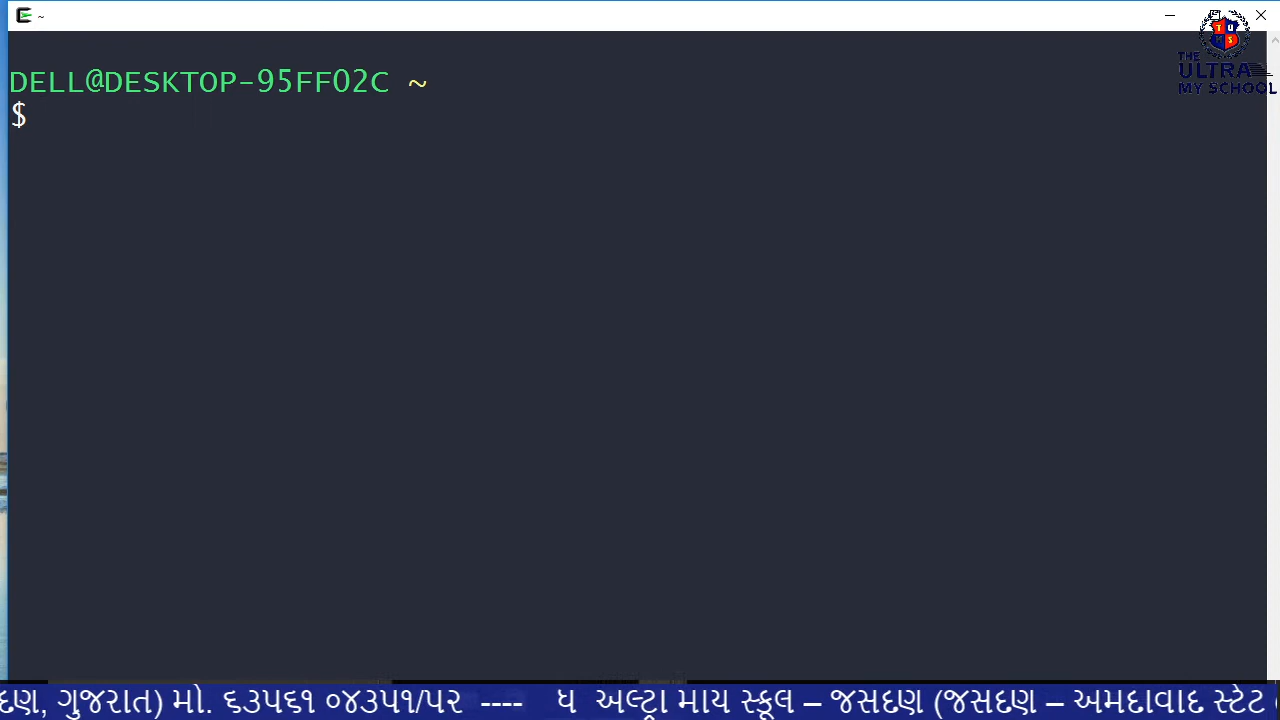 ~
THE
ULTRA
MY SCHOOL
DELL@DESKTOP-95FF02C ~
$
દણ, ગુજરાત) મો. ૬૩૫૬૧ ૦૪૩૫૧/૫૨ ---- ધ અલ્ટ્રા માય સ્કૂલ – જસદણ (જસદણ – અમદાવાદ સ્ટેટ